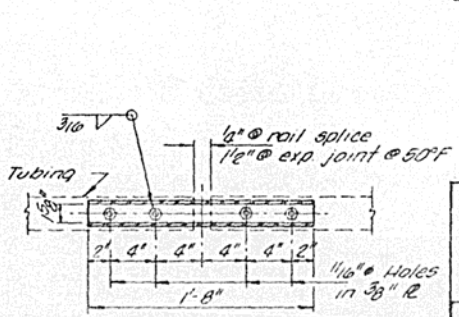 3/16
1/4" @ rail splice
1 1/2" @ exp. joint @ 50°F
Tubing
1 5/8"
2" 4" 4" 4" 4" 2"
11/16" ø Holes
in 3/8" ℞
1'-8"